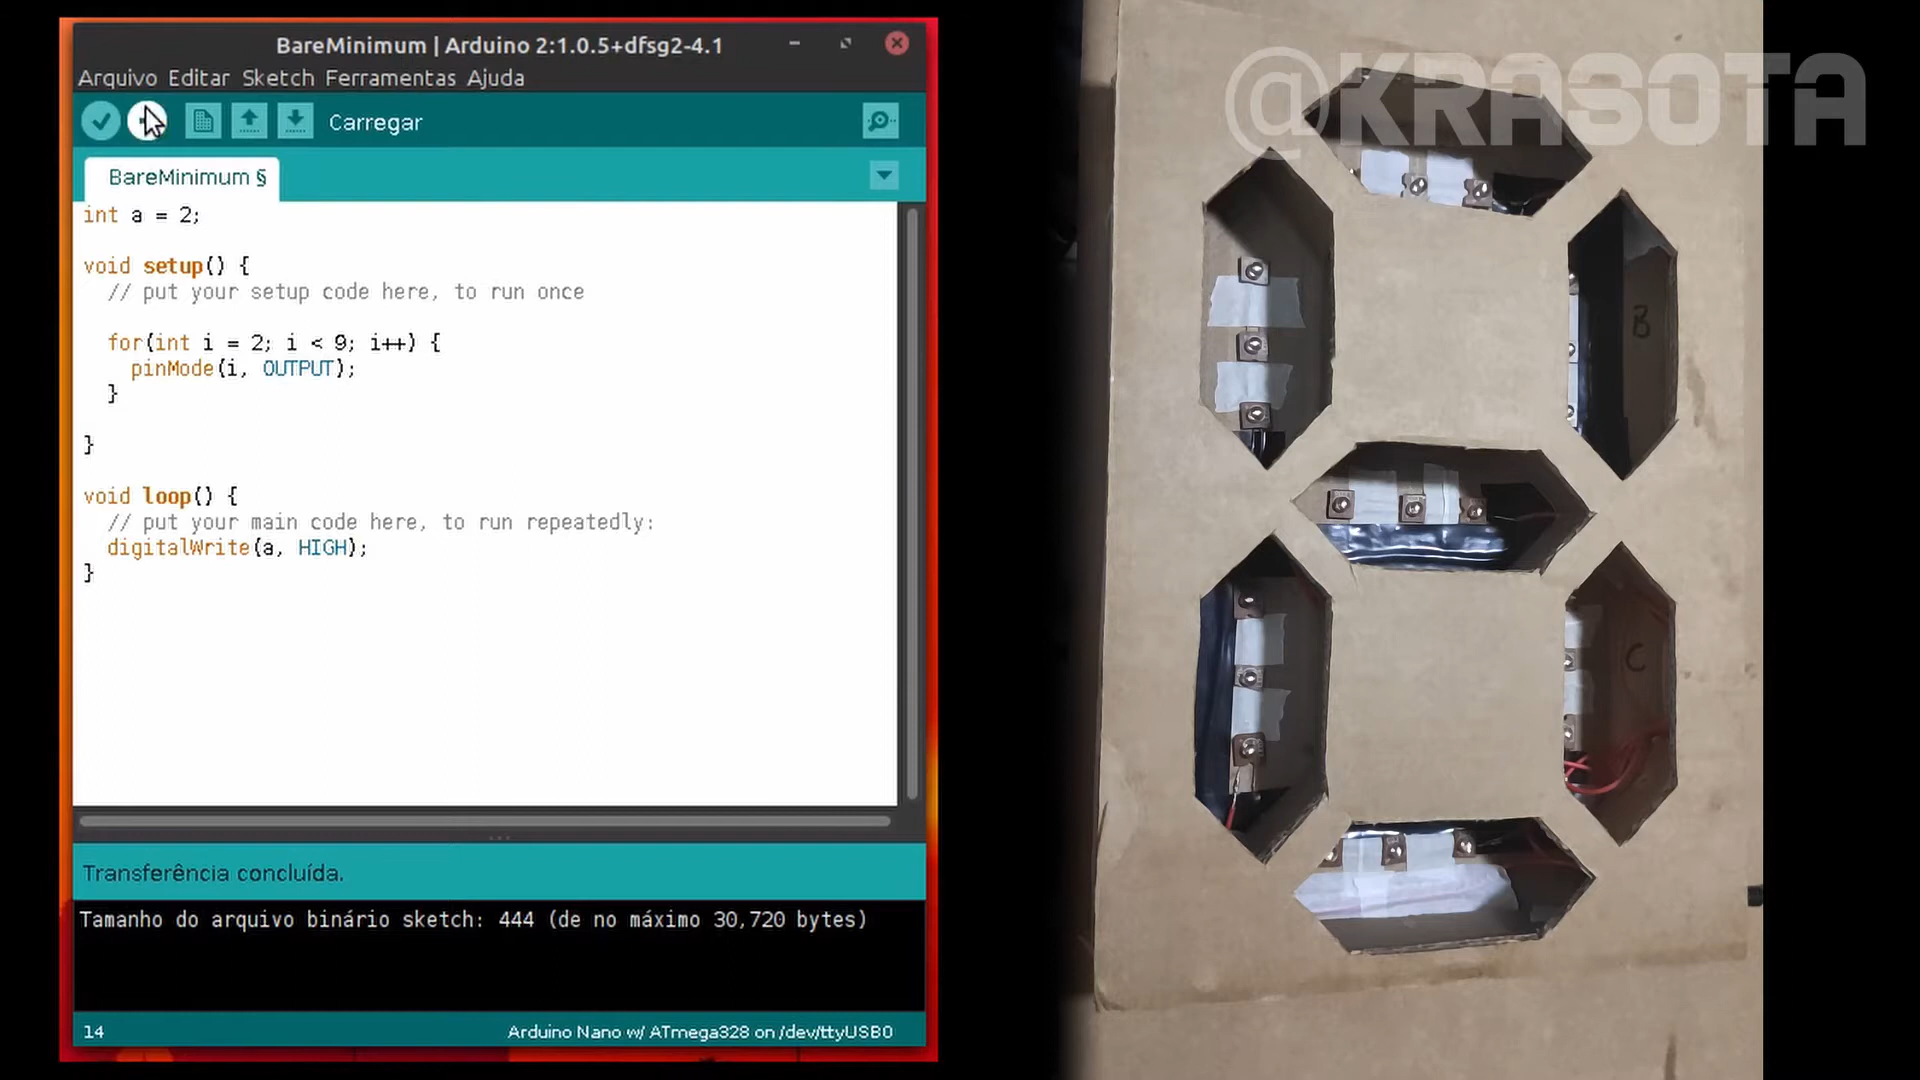 BareMinimum | Arduino 2:1.0.5+dfsg2-4.1
Arquivo Editar Sketch Ferramentas Ajuda
Carregar
BareMinimum §
int a = 2;
void setup() {
// put your setup code here, to run once
for(int i = 2; i < 9; i++) {
pinMode(i, OUTPUT);
}
}
void loop() {
// put your main code here, to run repeatedly:
digitalWrite(a, HIGH);
}
Transferência concluída.
Tamanho do arquivo binário sketch: 444 (de no máximo 30,720 bytes)
14
Arduino Nano w/ ATmega328 on /dev/ttyUSB0
@KRASOTA
B
C